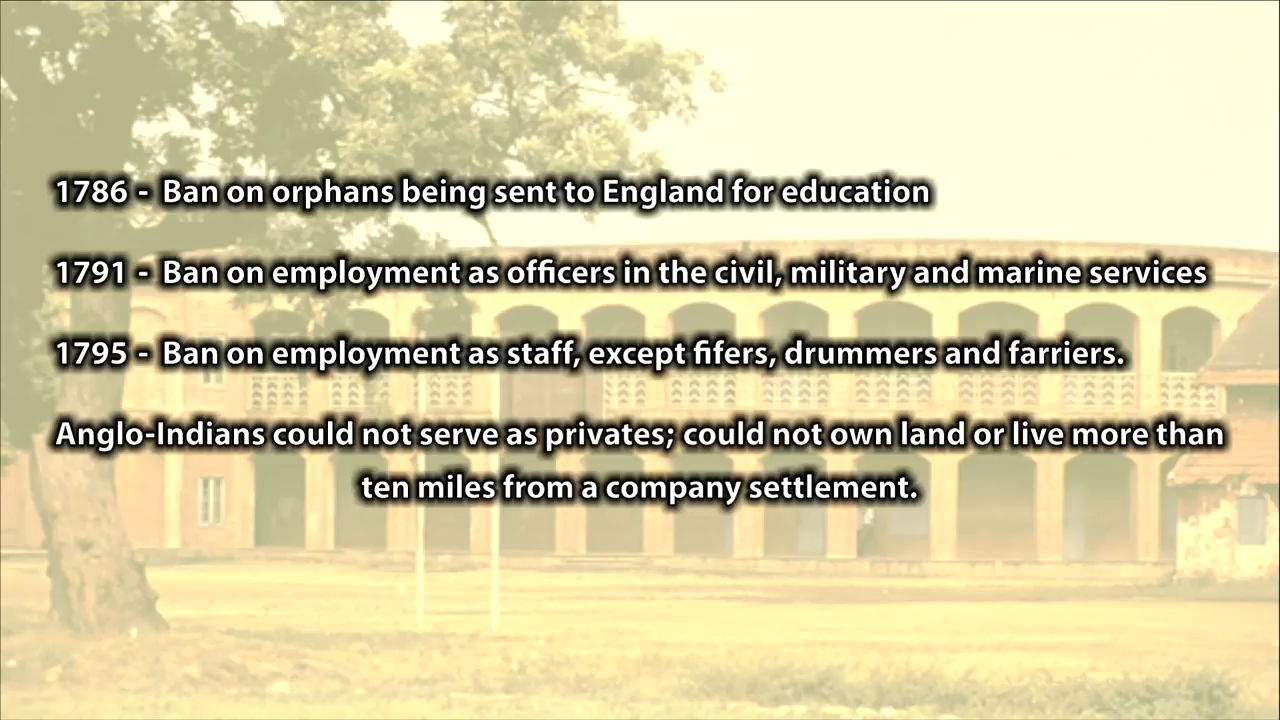 1786 - Ban on orphans being sent to England for education
1791 - Ban on employment as officers in the civil, military and marine services
1795 - Ban on employment as staff, except fifers, drummers and farriers.
Anglo-Indians could not serve as privates; could not own land or live more than
ten miles from a company settlement.